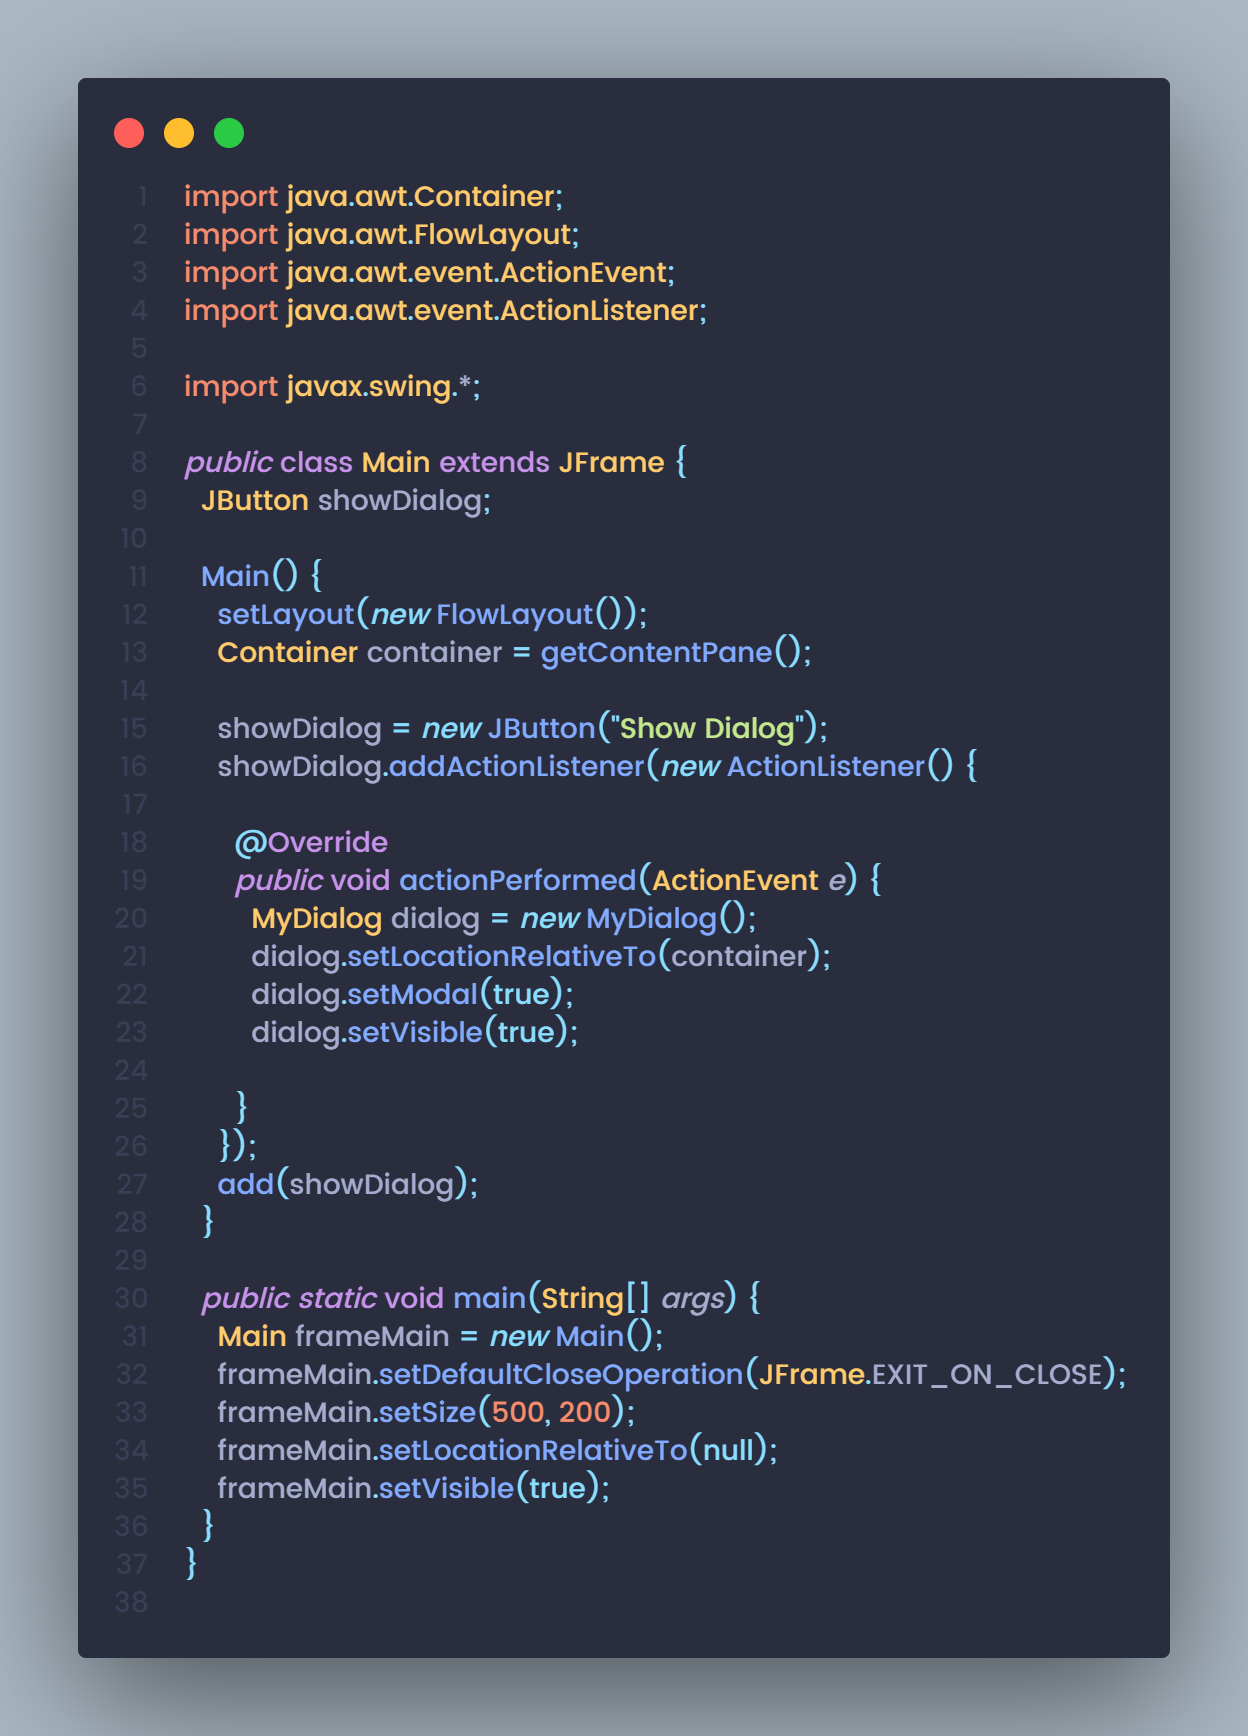 1 import java.awt.Container;
2 import java.awt.FlowLayout;
3 import java.awt.event.ActionEvent;
4 import java.awt.event.ActionListener;
5
6 import javax.swing.*;
7
8 public class Main extends JFrame {
9   JButton showDialog;
10
11   Main() {
12     setLayout(new FlowLayout());
13     Container container = getContentPane();
14
15     showDialog = new JButton("Show Dialog");
16     showDialog.addActionListener(new ActionListener() {
17
18       @Override
19       public void actionPerformed(ActionEvent e) {
20         MyDialog dialog = new MyDialog();
21         dialog.setLocationRelativeTo(container);
22         dialog.setModal(true);
23         dialog.setVisible(true);
24
25       }
26     });
27     add(showDialog);
28   }
29
30   public static void main(String[] args) {
31     Main frameMain = new Main();
32     frameMain.setDefaultCloseOperation(JFrame.EXIT_ON_CLOSE);
33     frameMain.setSize(500, 200);
34     frameMain.setLocationRelativeTo(null);
35     frameMain.setVisible(true);
36   }
37 }
38